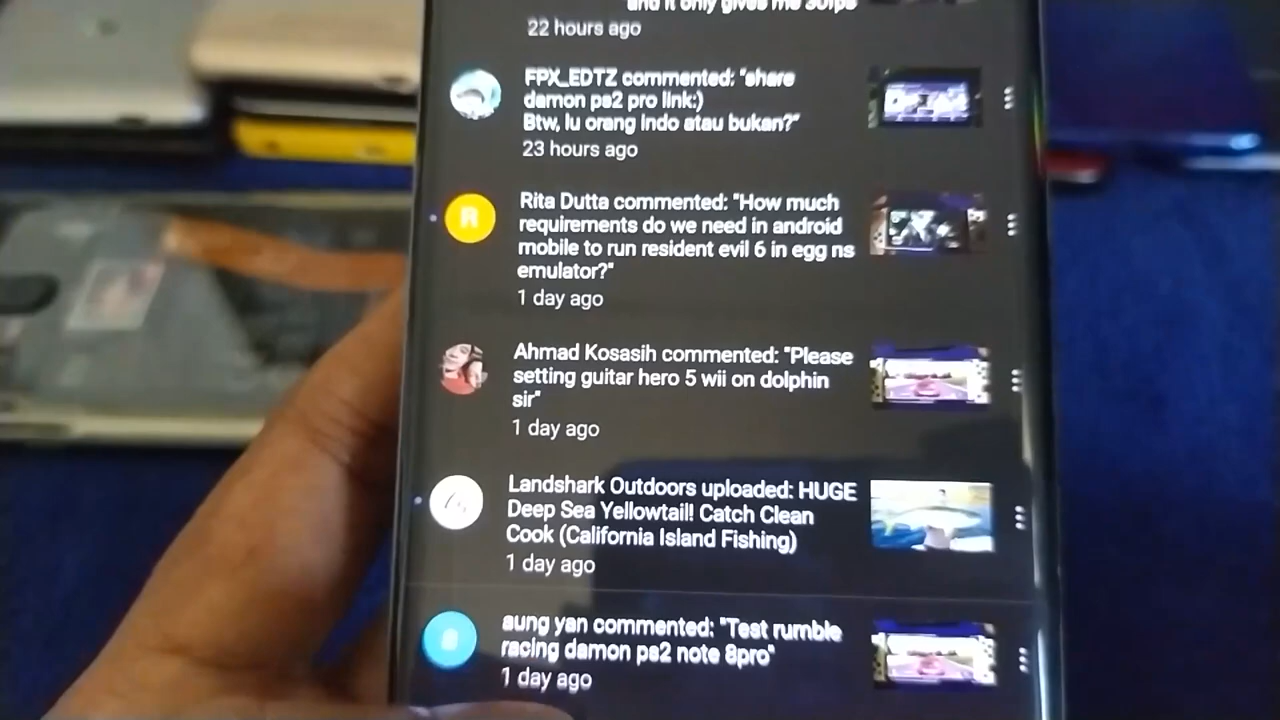 and it only gives me 30fps
22 hours ago
FPX_EDTZ commented: "share
damon ps2 pro link:)
Btw, lu orang Indo atau bukan?"
23 hours ago
R
Rita Dutta commented: "How much
requirements do we need in android
mobile to run resident evil 6 in egg ns
emulator?"
1 day ago
Ahmad Kosasih commented: "Please
setting guitar hero 5 wii on dolphin
sir"
1 day ago
Landshark Outdoors uploaded: HUGE
Deep Sea Yellowtail! Catch Clean
Cook (California Island Fishing)
1 day ago
aung yan commented: "Test rumble
racing damon ps2 note 8pro"
1 day ago